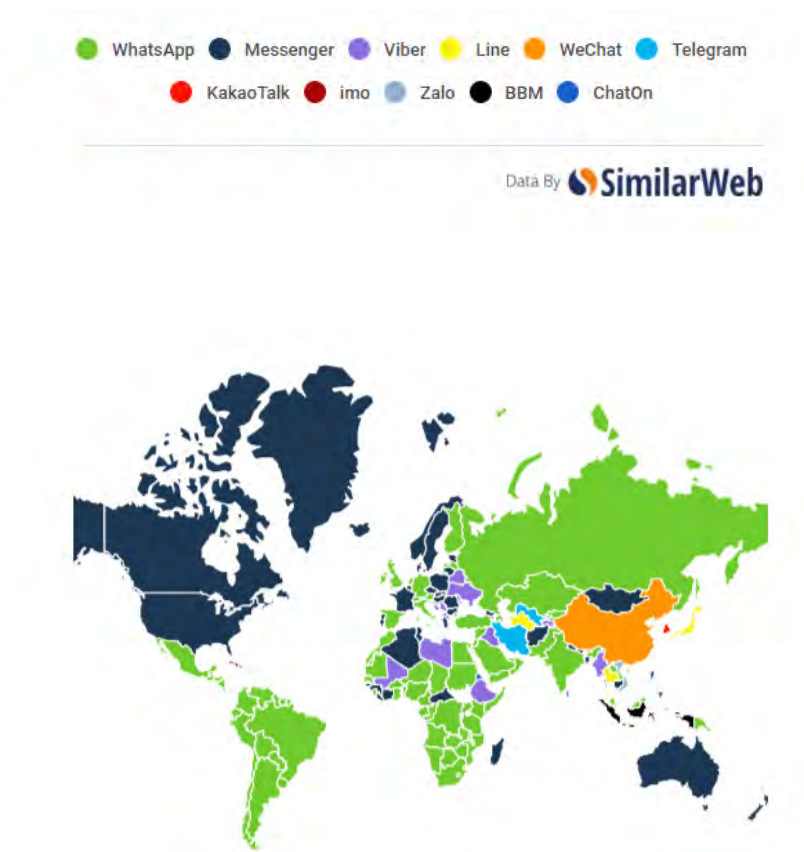 WhatsApp Messenger Viber Line WeChat Telegram
KakaoTalk imo Zalo BBM ChatOn
Data By SimilarWeb